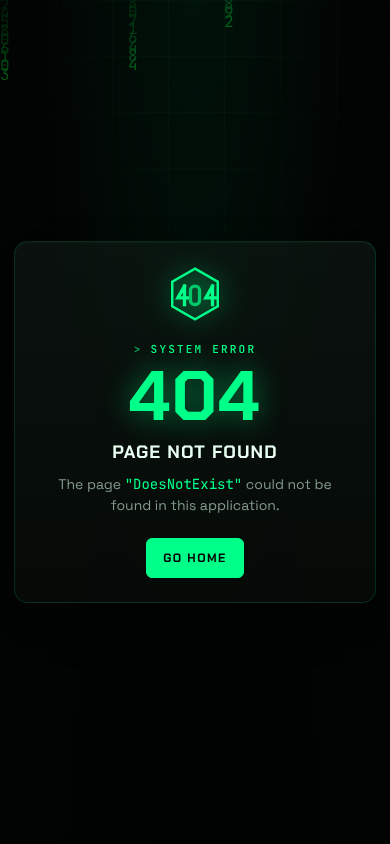 404
> SYSTEM ERROR
404
PAGE NOT FOUND
The page "DoesNotExist" could not be
found in this application.
GO HOME